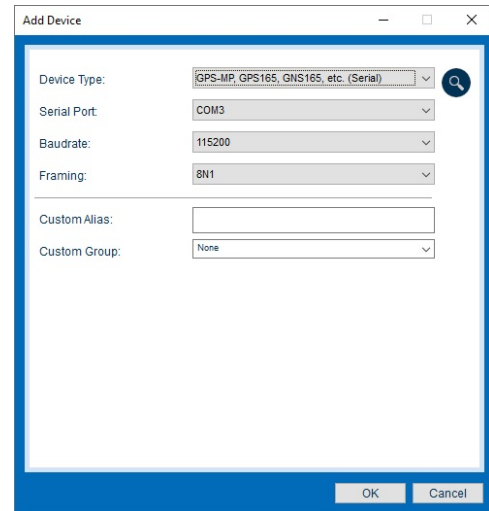 Add Device
Device Type: GPS-MP, GPS165, GNS165, etc. (Serial)
Serial Port: COM3
Baudrate: 115200
Framing: 8N1
Custom Alias:
Custom Group: None
OK Cancel